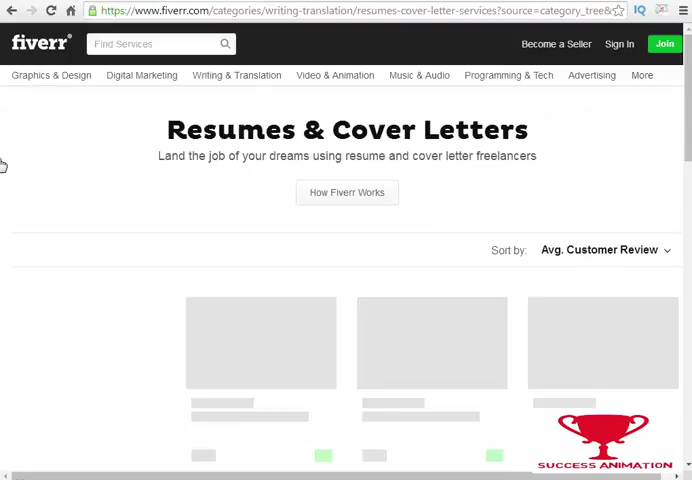 https://www.fiverr.com/categories/writing-translation/resumes-cover-letter-services?source=category_tree&
IQ
fiverr®
Find Services
Become a Seller
Sign In
Join
Graphics & Design
Digital Marketing
Writing & Translation
Video & Animation
Music & Audio
Programming & Tech
Advertising
More
Resumes & Cover Letters
Land the job of your dreams using resume and cover letter freelancers
How Fiverr Works
Sort by: Avg. Customer Review
SUCCESS ANIMATION